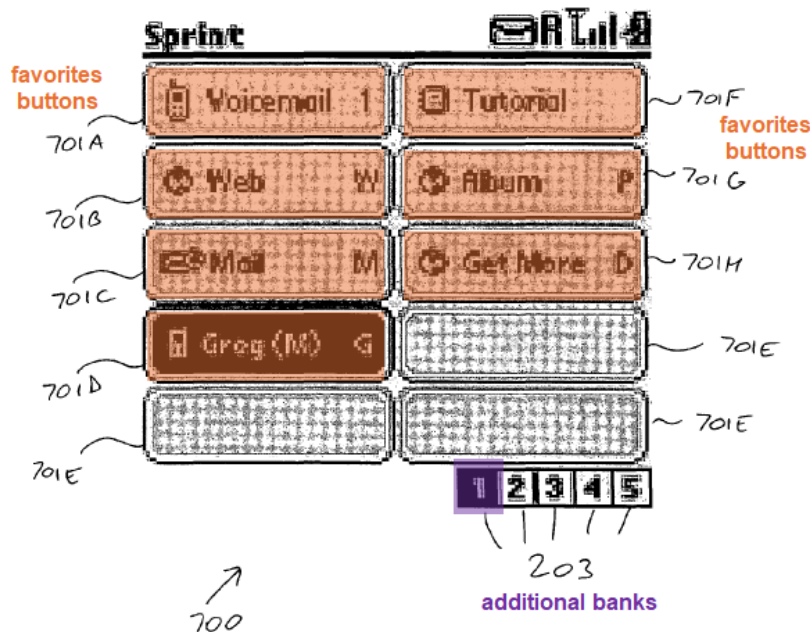 Sprint
favorites
buttons
Voicemail 1
Tutorial
701F
701A
favorites
buttons
Web W
Album P
701G
701B
Mail M
Get More D
701H
701C
Greg (M) G
701E
701D
701E
701E
1 2 3 4 5
203
additional banks
700